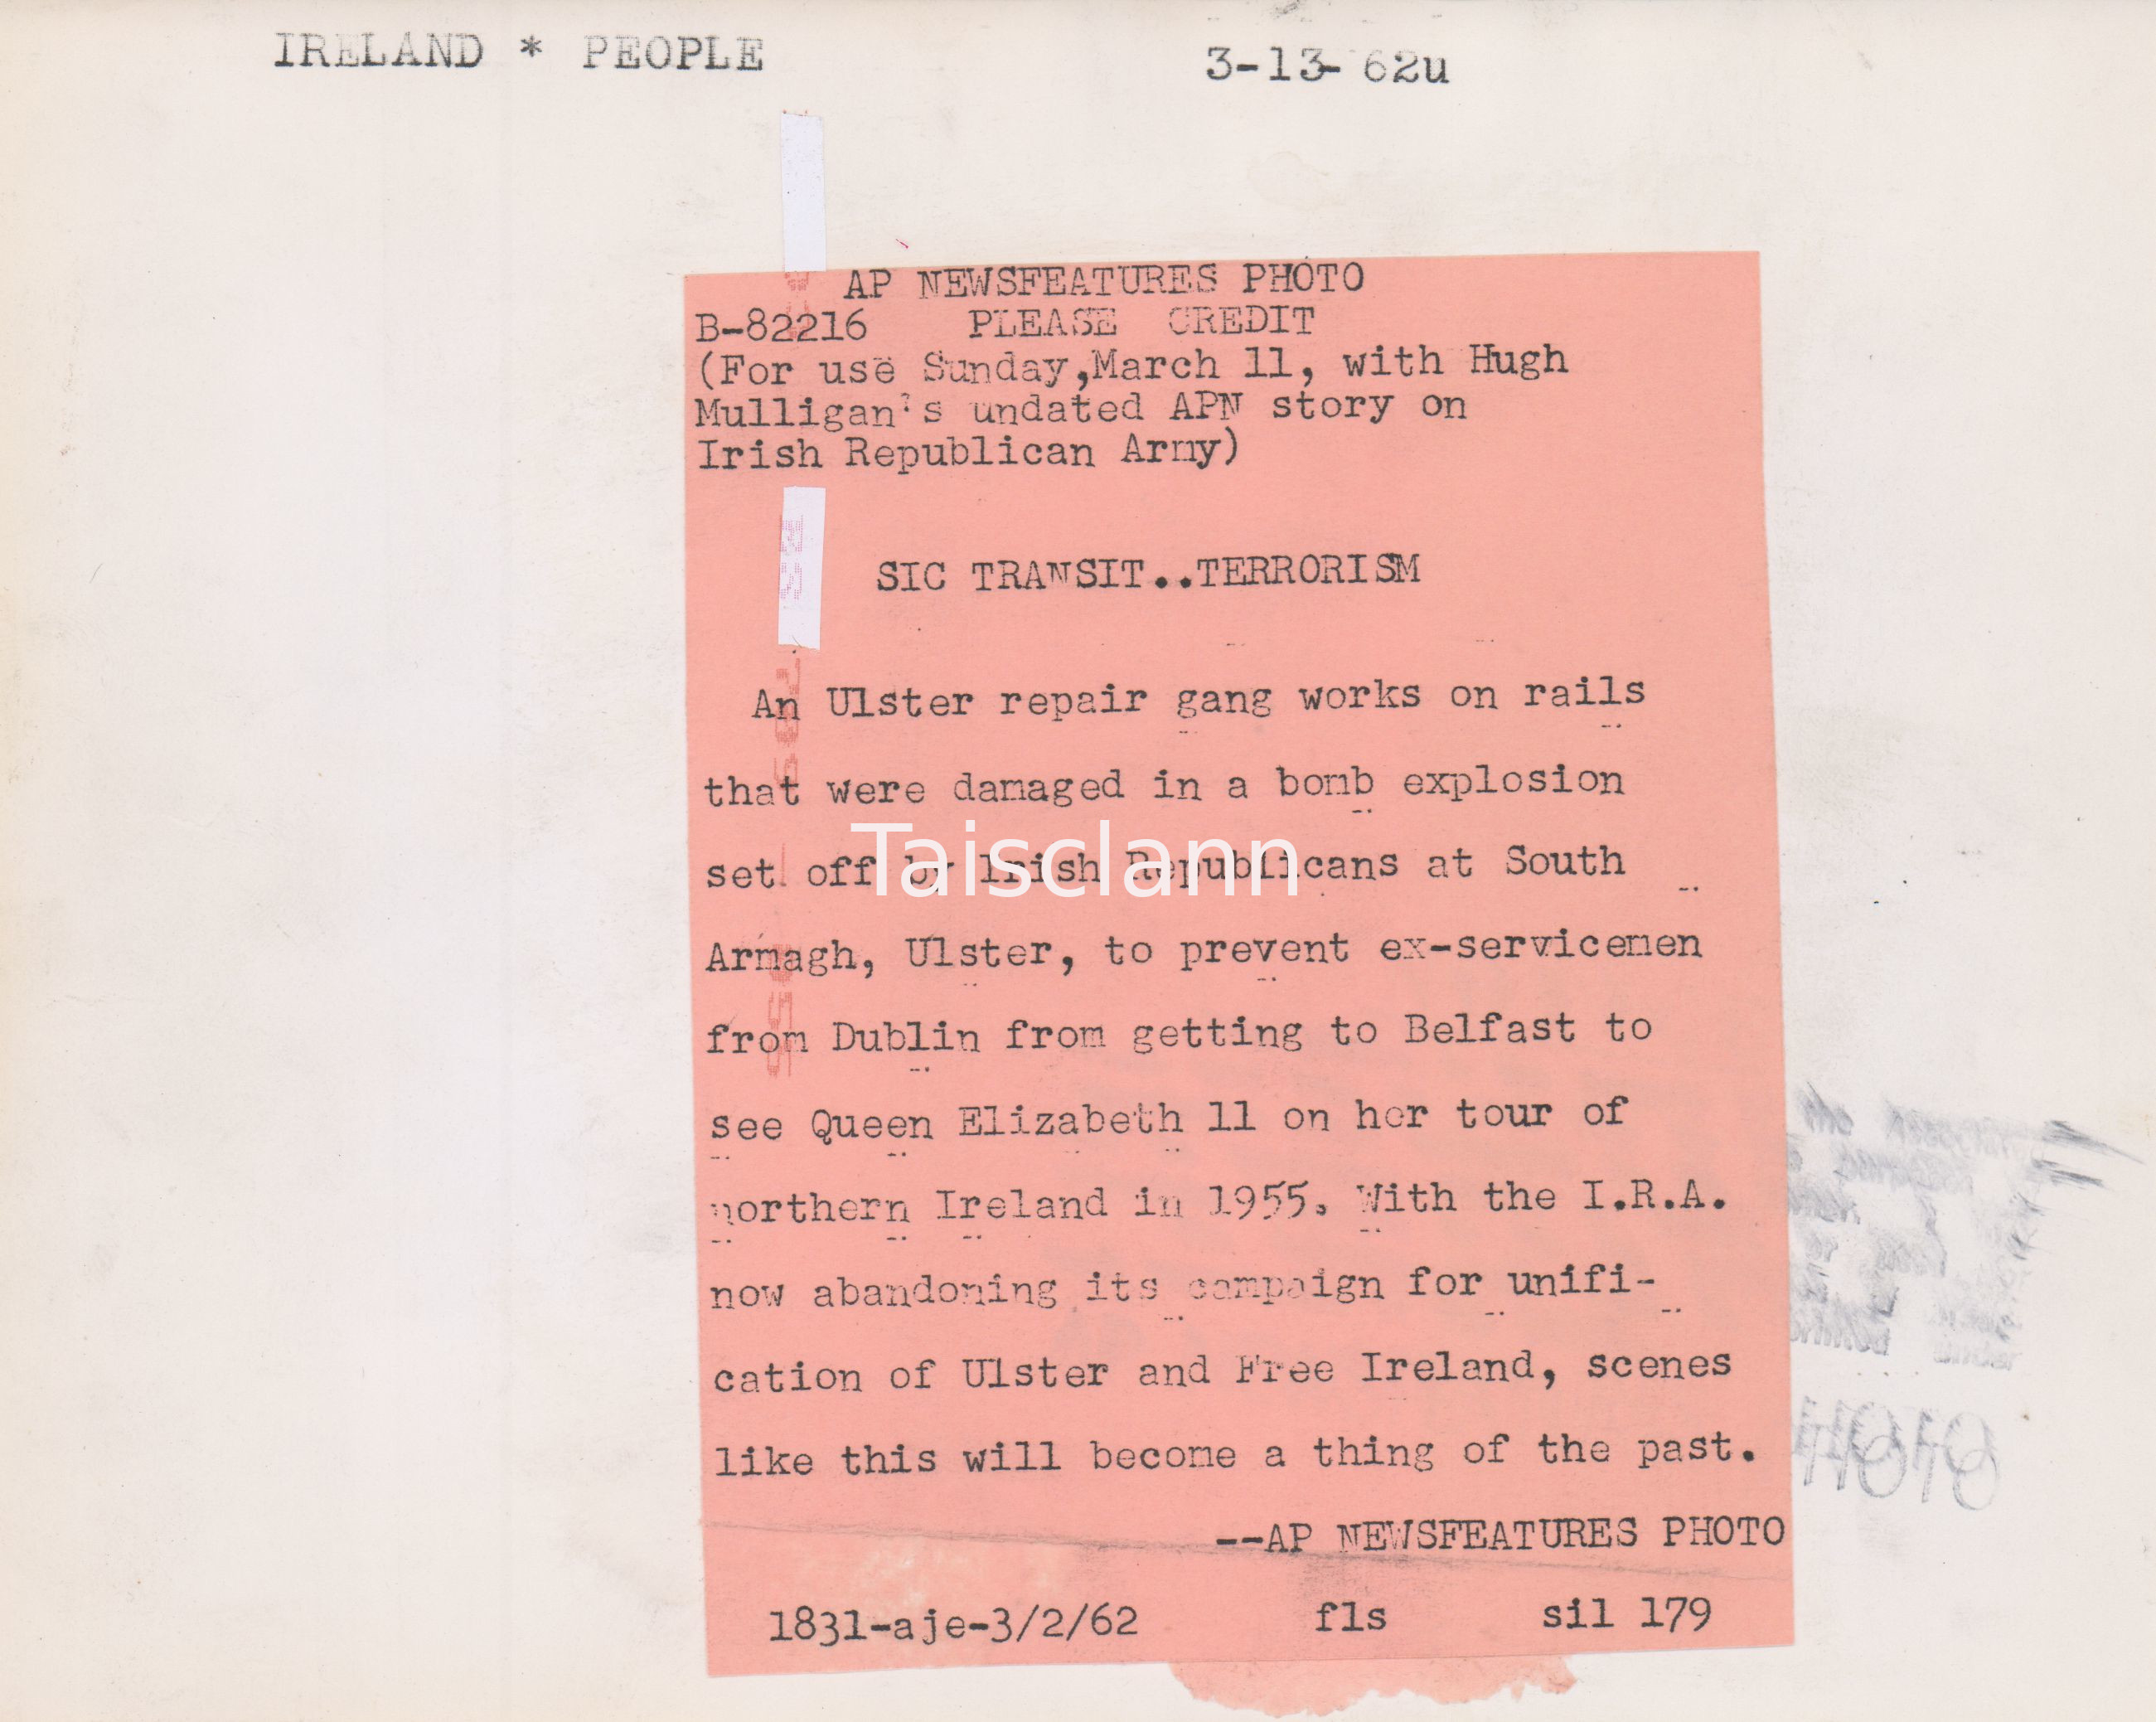 IRELAND * PEOPLE 3-13-62u
AP NEWSFEATURES PHOTO
B-82216 PLEASE CREDIT
(For use Sunday,March 11, with Hugh
Mulligan's undated APN story on
Irish Republican Army)
SIC TRANSIT..TERRORISM
An Ulster repair gang works on rails
that were damaged in a bomb explosion
set off by Irish Republicans at South
Taisclann
Armagh, Ulster, to prevent ex-servicemen
from Dublin from getting to Belfast to
see Queen Elizabeth 11 on her tour of
northern Ireland in 1955. With the I.R.A.
now abandoning its campaign for unifi-
cation of Ulster and Free Ireland, scenes
like this will become a thing of the past.
--AP NEWSFEATURES PHOTO
1831-aje-3/2/62 fls sil 179